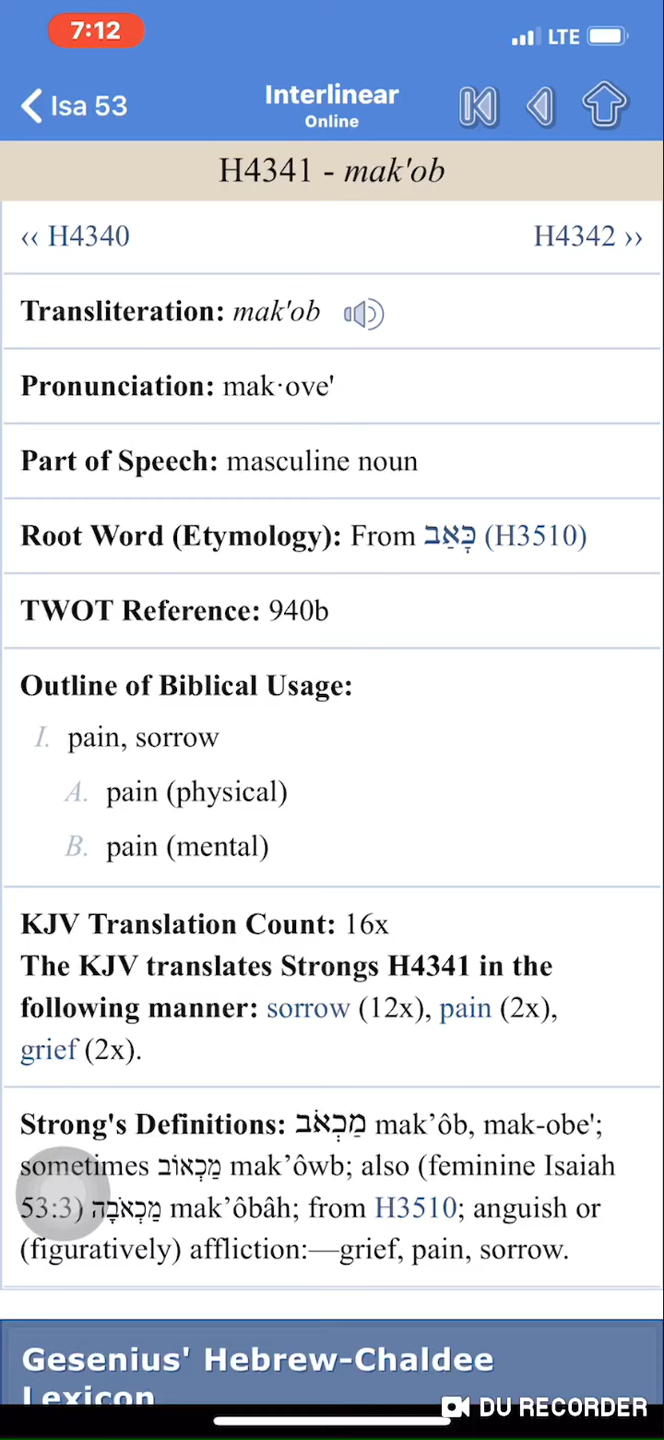 7:12
LTE
Isa 53
Interlinear
Online
H4341 - mak'ob
‹‹ H4340
H4342 ››
Transliteration: mak'ob
Pronunciation: mak·ove'
Part of Speech: masculine noun
Root Word (Etymology): From כָּאַב (H3510)
TWOT Reference: 940b
Outline of Biblical Usage:
I. pain, sorrow
A. pain (physical)
B. pain (mental)
KJV Translation Count: 16x
The KJV translates Strongs H4341 in the
following manner: sorrow (12x), pain (2x),
grief (2x).
Strong's Definitions: מַכְאֹב mak’ôb, mak-obe';
sometimes מַכְאוֹב mak’ôwb; also (feminine Isaiah
53:3) מַכְאֹבָה mak’ôbâh; from H3510; anguish or
(figuratively) affliction:—grief, pain, sorrow.
Gesenius' Hebrew-Chaldee
Lexicon
DU RECORDER